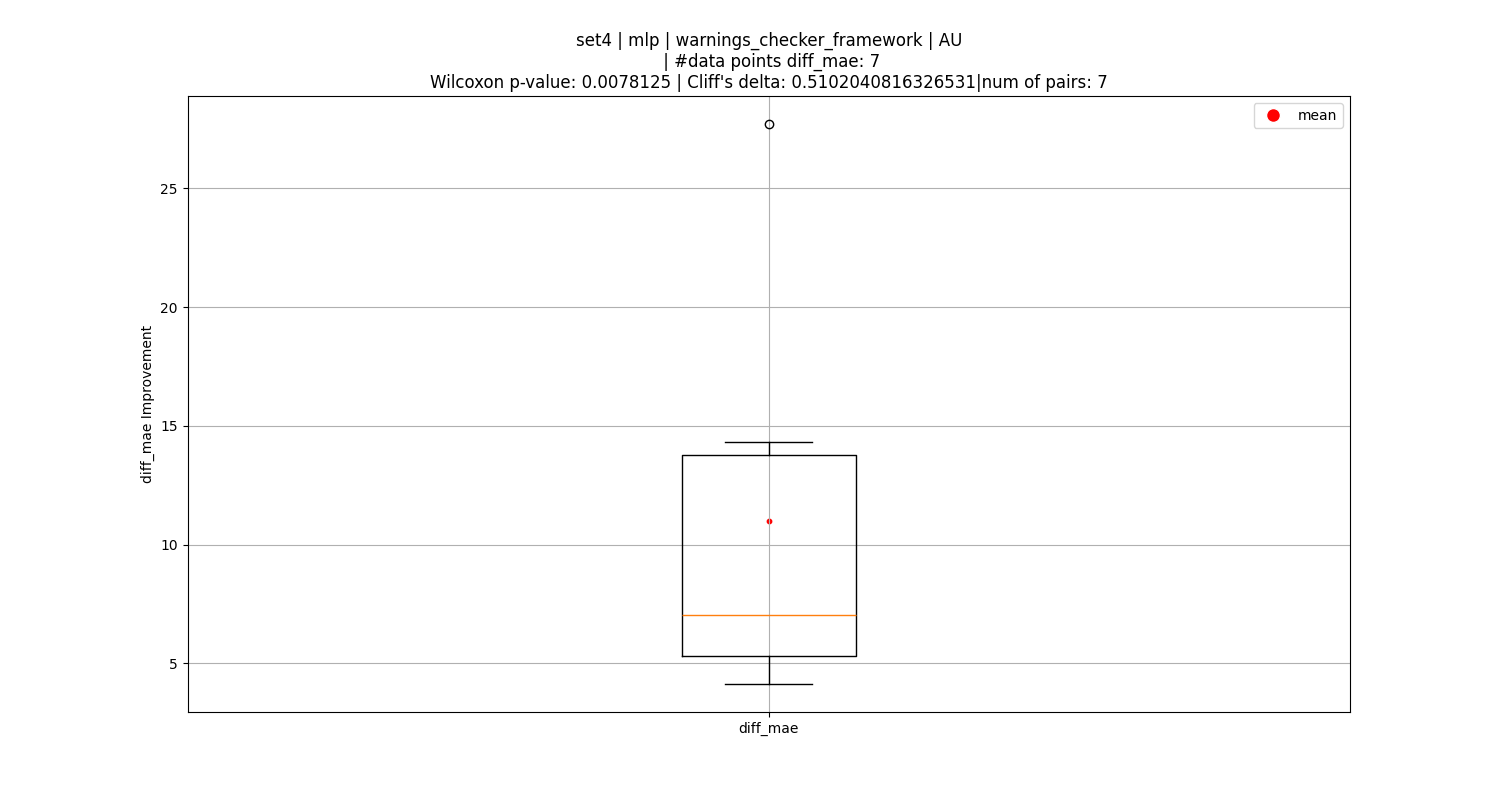 set4 | mlp | warnings_checker_framework | AU
| #data points diff_mae: 7
Wilcoxon p-value: 0.0078125 | Cliff's delta: 0.5102040816326531|num of pairs: 7
mean
25
20
15
10
5
diff_mae Improvement
diff_mae